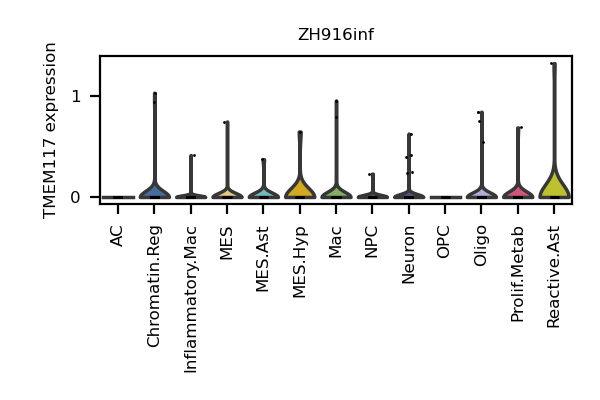 ZH916inf
TMEM117 expression
1
0
AC
Chromatin.Reg
Inflammatory.Mac
MES
MES.Ast
MES.Hyp
Mac
NPC
Neuron
OPC
Oligo
Prolif.Metab
Reactive.Ast